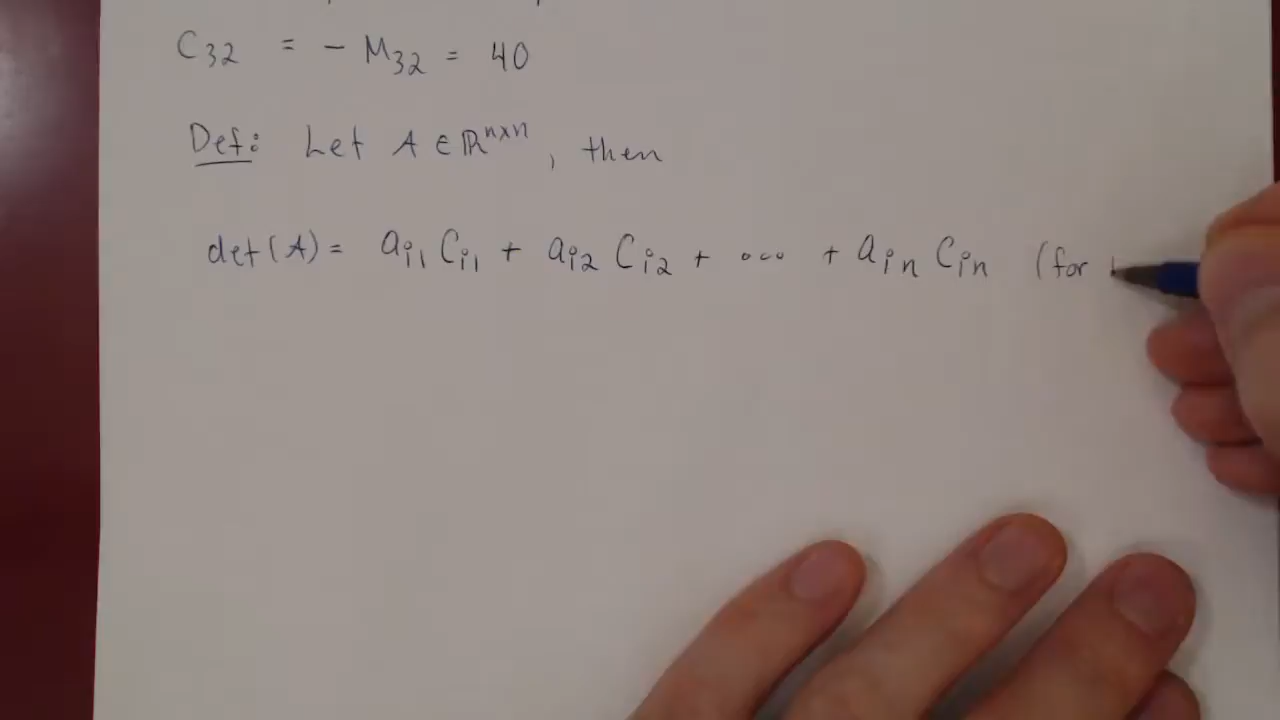 C32 = - M32 = 40
Def: Let A ∈ ℝⁿˣⁿ, then
det(A) = ai1 Ci1 + ai2 Ci2 + ... + ain Cin (for